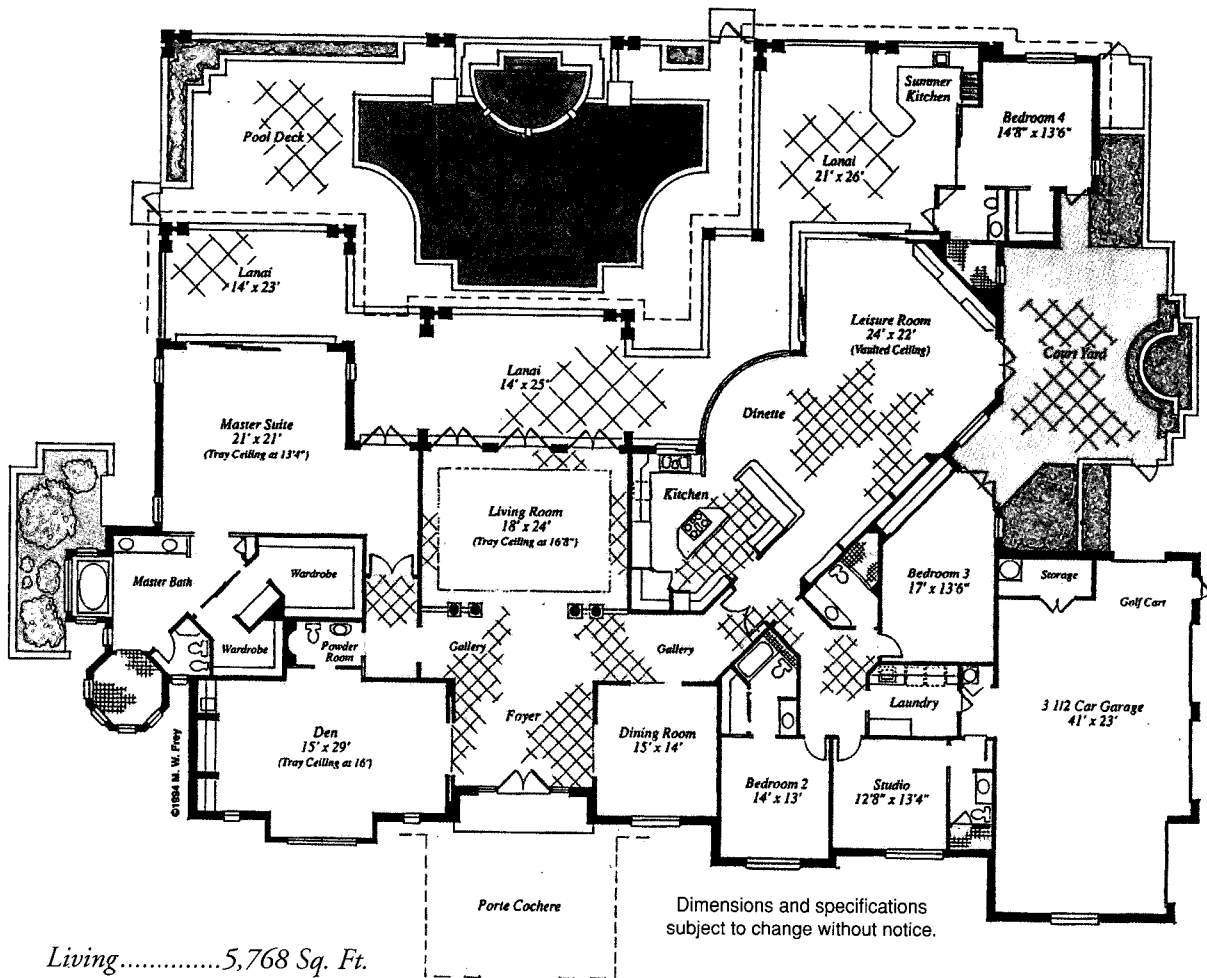 Summer
Kitchen
Bedroom 4
14'8" x 13'6"
Pool Deck
Lanai
21' x 26'
Lanai
14' x 23'
Leisure Room
24' x 22'
(Vaulted Ceiling)
Court Yard
Lanai
14' x 25'
Dinette
Master Suite
21' x 21'
(Tray Ceiling at 13'4")
Kitchen
Living Room
18' x 24'
(Tray Ceiling at 16'8")
Master Bath
Wardrobe
Bedroom 3
17' x 13'6"
Storage
Golf Cart
Wardrobe
Powder
Room
Gallery
Gallery
Laundry
3 1/2 Car Garage
41' x 23'
Foyer
Den
15' x 29'
(Tray Ceiling at 16')
Dining Room
15' x 14'
Bedroom 2
14' x 13'
Studio
12'8" x 13'4"
©1994 M. W. Frey
Porte Cochere
Dimensions and specifications
subject to change without notice.
Living..............5,768 Sq. Ft.